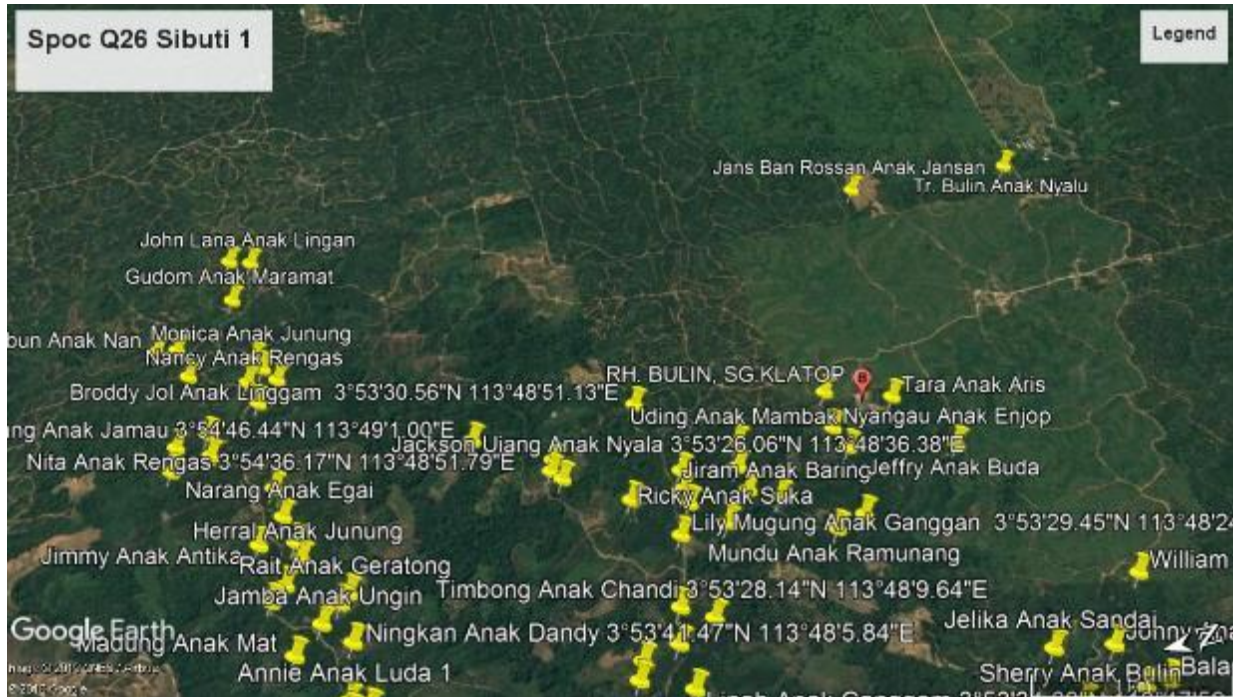 Spoc Q26 Sibuti 1
Legend
Jans Ban Rossan Anak Jansan
Tr. Bulin Anak Nyalu
John Lana Anak Lingan
Gudom Anak Maramat
bun Anak Nan
Monica Anak Junung
Nancy Anak Rengas
RH. BULIN, SG.KLATOP
Tara Anak Aris
Broddy Jol Anak Linggam 3°53'30.56"N 113°48'51.13"E
Uding Anak Mambak
Nyangau Anak Enjop
ng Anak Jamau 3°54'46.44"N 113°49'1.00"E
Jackson Ujang Anak Nyala 3°53'26.06"N 113°48'36.38"E
Nita Anak Rengas 3°54'36.17"N 113°48'51.79"E
Jiram Anak Baring
Jeffry Anak Buda
Narang Anak Egai
Ricky Anak Suka
Lily Mugung Anak Ganggan 3°53'29.45"N 113°48'24
Herral Anak Junung
Mundu Anak Ramunang
Jimmy Anak Antika
Rait Anak Geratong
William
Jamba Anak Ungin
Timbong Anak Chandi 3°53'28.14"N 113°48'9.64"E
Jelika Anak Sandai
Google Earth
Madung Anak Mat
Ningkan Anak Dandy 3°53'41.47"N 113°48'5.84"E
Annie Anak Luda 1
Sherry Anak Bulin